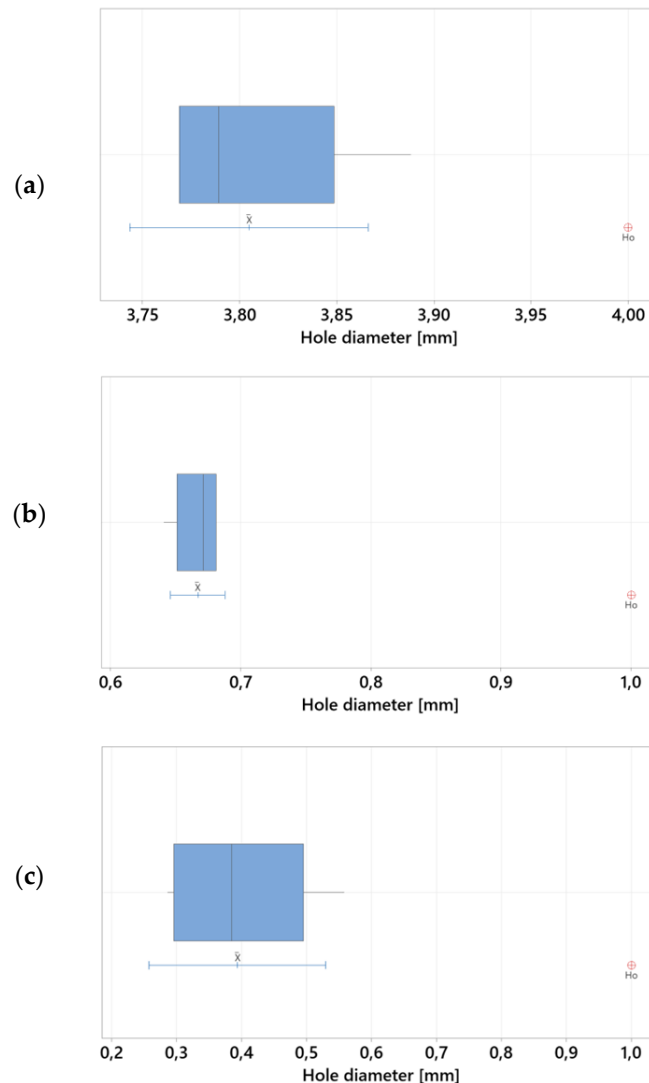 (a)
X̄
Ho
3,75 3,80 3,85 3,90 3,95 4,00
Hole diameter [mm]
(b)
X̄
Ho
0,6 0,7 0,8 0,9 1,0
Hole diameter [mm]
(c)
X̄
Ho
0,2 0,3 0,4 0,5 0,6 0,7 0,8 0,9 1,0
Hole diameter [mm]